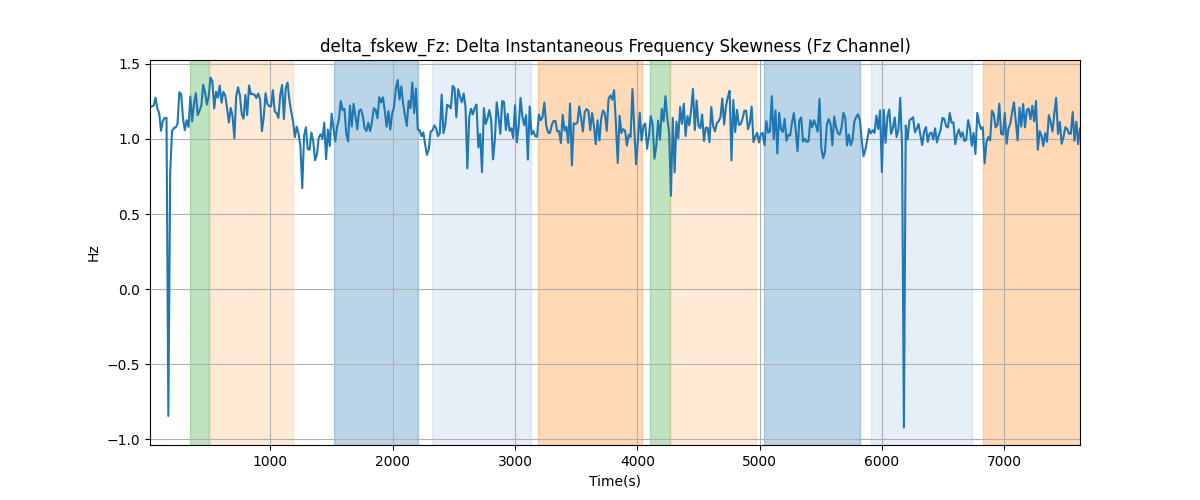 delta_fskew_Fz: Delta Instantaneous Frequency Skewness (Fz Channel)
1.5
1.0
0.5
0.0
−0.5
−1.0
Hz
1000 2000 3000 4000 5000 6000 7000
Time(s)